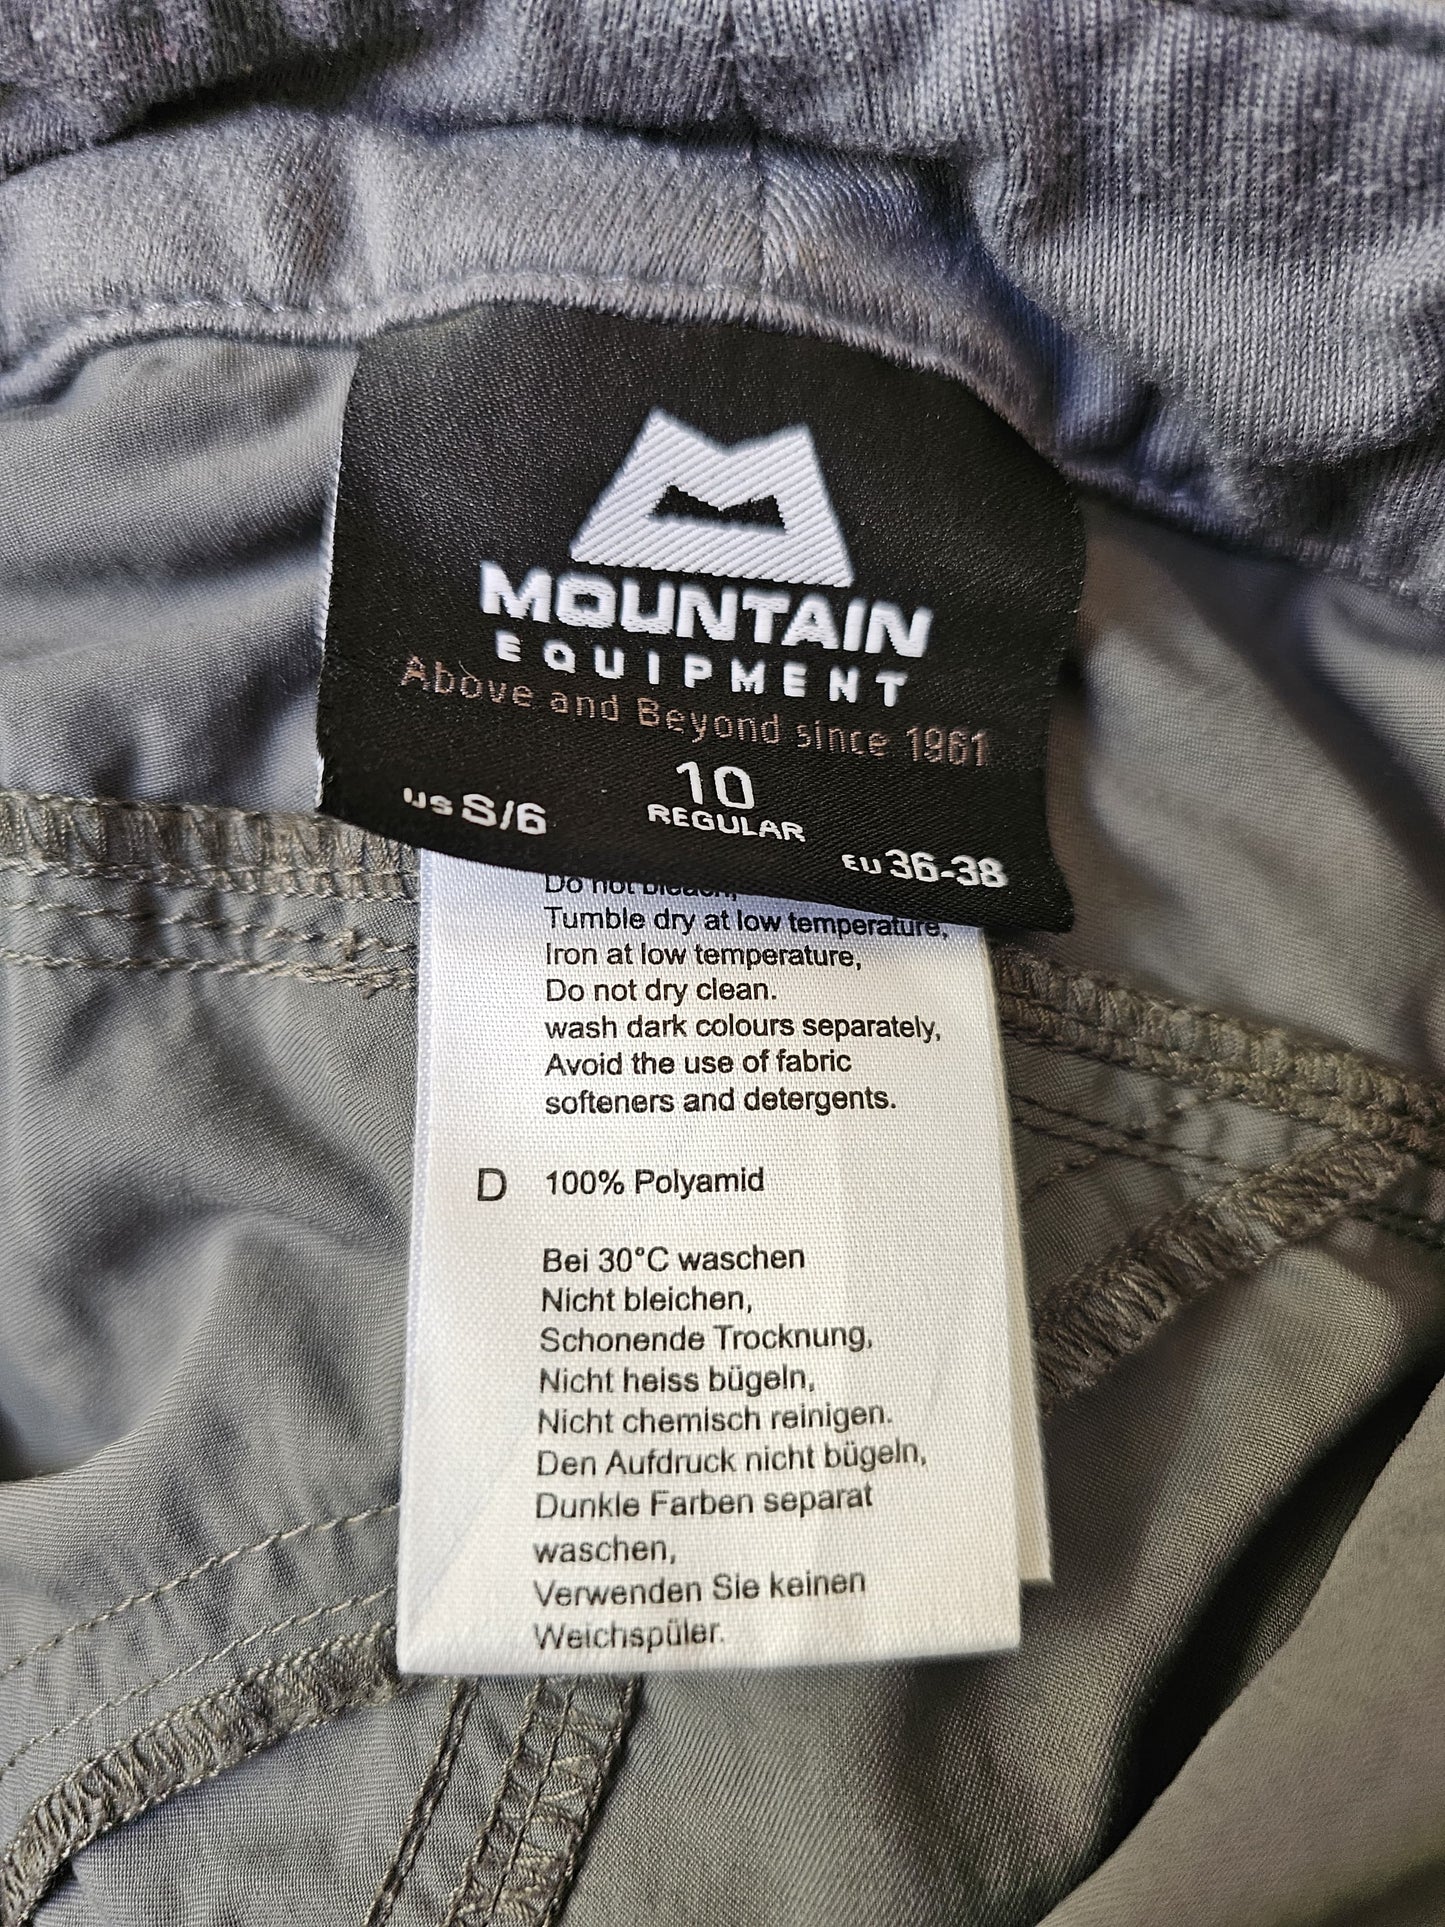 MOUNTAIN
EQUIPMENT
Above and Beyond since 1961
US S/6
10
REGULAR
EU 36-38
Do not bleach,
Tumble dry at low temperature,
Iron at low temperature,
Do not dry clean.
wash dark colours separately,
Avoid the use of fabric
softeners and detergents.
D 100% Polyamid
Bei 30°C waschen
Nicht bleichen,
Schonende Trocknung,
Nicht heiss bügeln,
Nicht chemisch reinigen.
Den Aufdruck nicht bügeln,
Dunkle Farben separat
waschen,
Verwenden Sie keinen
Weichspüler.